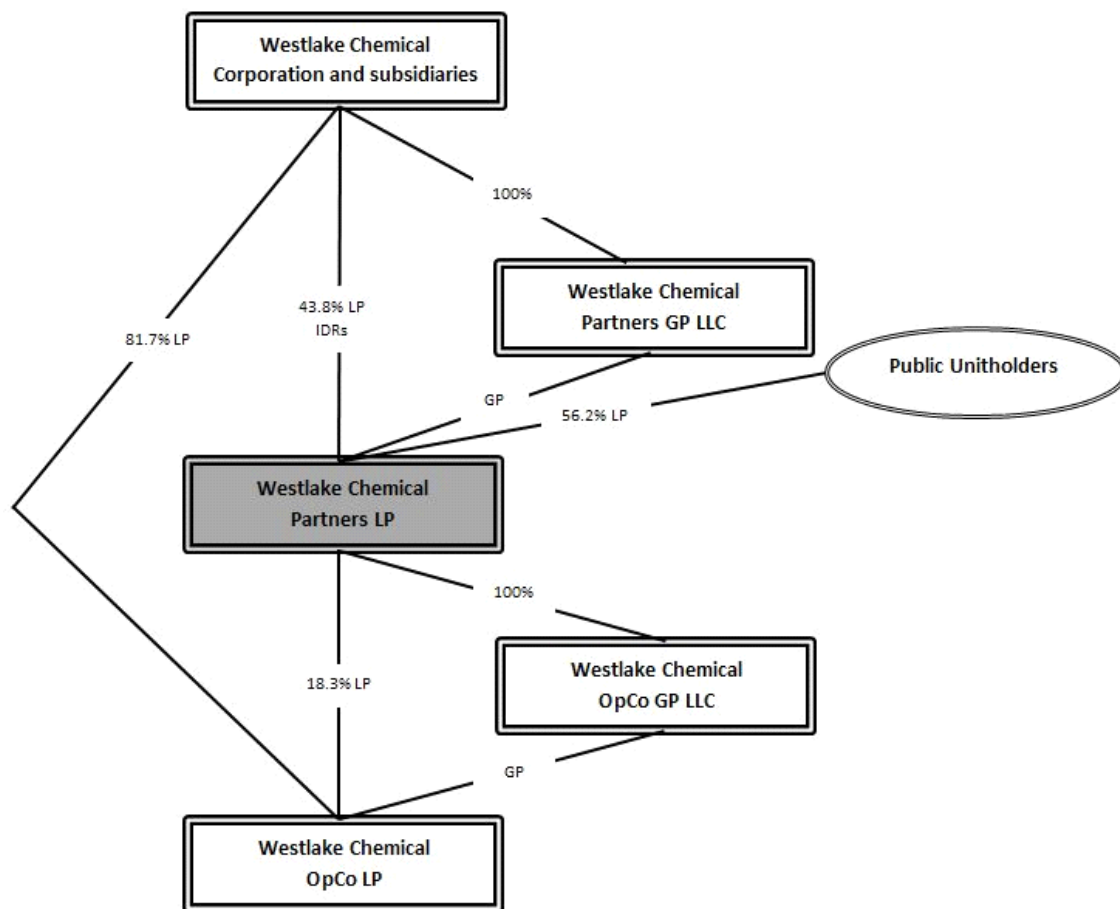 Westlake Chemical
Corporation and subsidiaries
100%
43.8% LP
IDRs
81.7% LP
Westlake Chemical
Partners GP LLC
Public Unitholders
GP
56.2% LP
Westlake Chemical
Partners LP
100%
18.3% LP
Westlake Chemical
OpCo GP LLC
GP
Westlake Chemical
OpCo LP